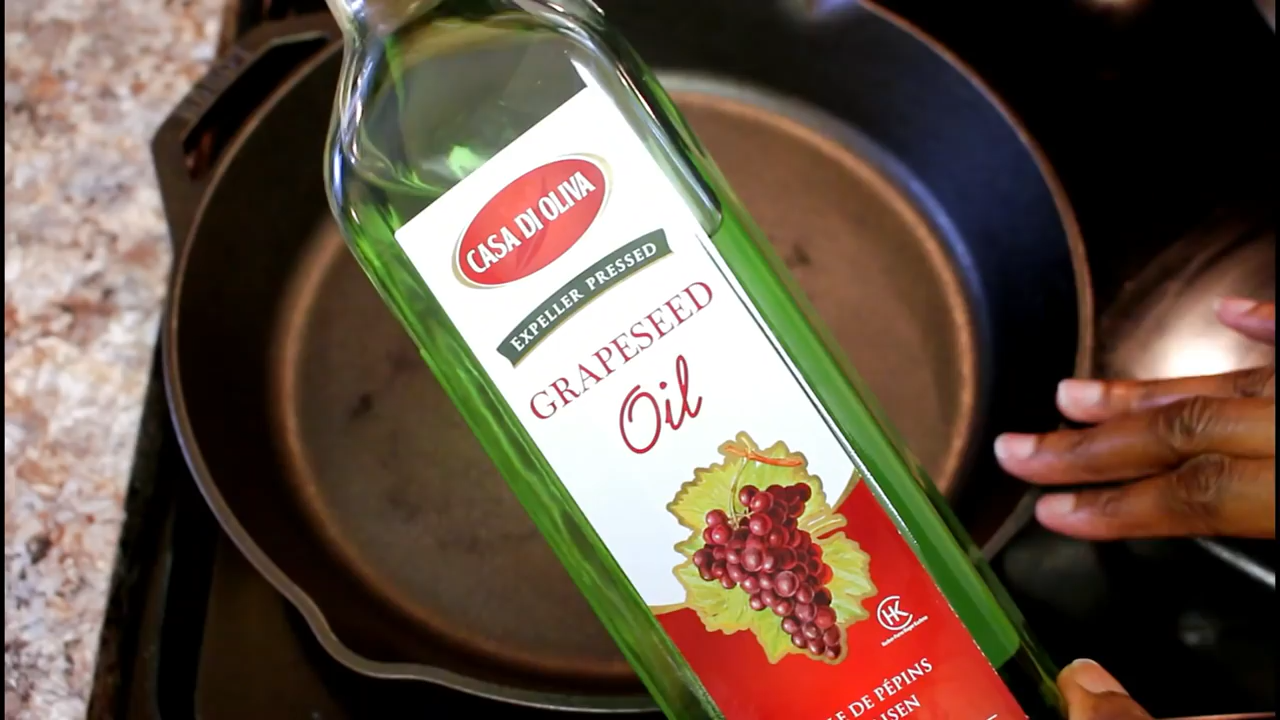 CASA DI OLIVA
EXPELLER PRESSED
GRAPESEED
Oil
HK
DE PÉPINS